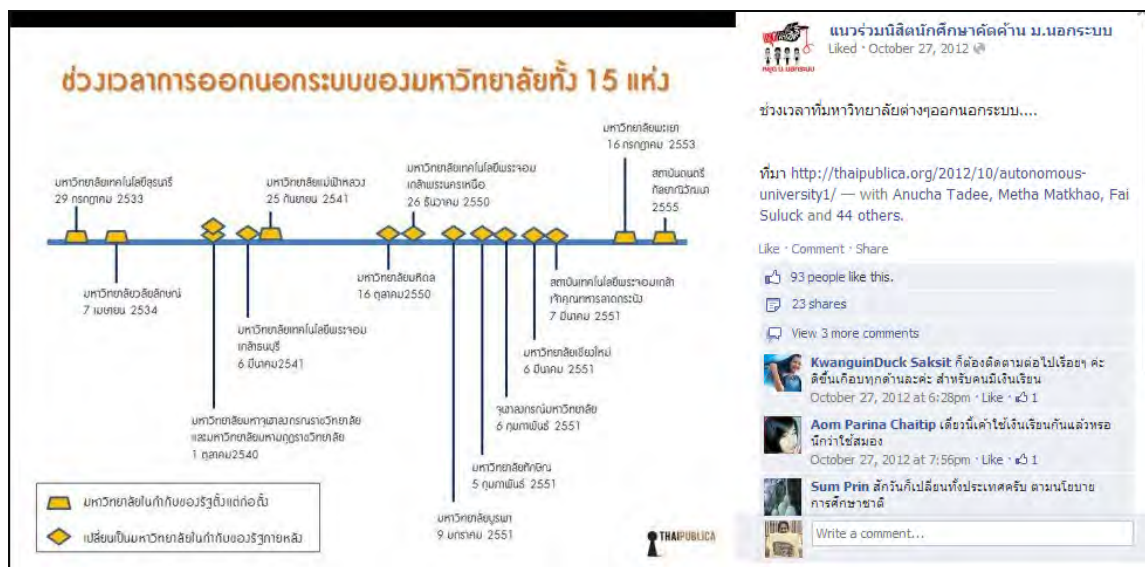 ช่วงเวลาการออกนอกระบบของมหาวิทยาลัยทั้ง 15 แห่ง
มหาวิทยาลัยเทคโนโลยีสุรนารี
29 กรกฎาคม 2533
มหาวิทยาลัยวลัยลักษณ์
7 เมษายน 2534
มหาวิทยาลัยมหาจุฬาลงกรณราชวิทยาลัย
และมหาวิทยาลัยมหามกุฏราชวิทยาลัย
1 ตุลาคม2540
มหาวิทยาลัยเทคโนโลยีพระจอม
เกล้าธนบุรี
6 มีนาคม2541
มหาวิทยาลัยแม่ฟ้าหลวง
25 กันยายน 2541
มหาวิทยาลัยมหิดล
16 ตุลาคม2550
มหาวิทยาลัยเทคโนโลยีพระจอม
เกล้าพระนครเหนือ
26 ธันวาคม 2550
มหาวิทยาลัยบูรพา
9 มกราคม 2551
มหาวิทยาลัยทักษิณ
5 กุมภาพันธ์ 2551
จุฬาลงกรณ์มหาวิทยาลัย
6 กุมภาพันธ์ 2551
มหาวิทยาลัยเชียงใหม่
6 มีนาคม 2551
สถาบันเทคโนโลยีพระจอมเกล้า
เจ้าคุณทหารลาดกระบัง
7 มีนาคม 2551
มหาวิทยาลัยพะเยา
16 กรกฎาคม 2553
สถาบันดนตรี
กัลยาณิวัฒนา
2555
มหาวิทยาลัยในกำกับของรัฐตั้งแต่ก่อตั้ง
เปลี่ยนเป็นมหาวิทยาลัยในกำกับของรัฐภายหลัง
THAIPUBLICA
หยุด ม.นอกระบบ
แนวร่วมนิสิตนักศึกษาคัดค้าน ม.นอกระบบ
Liked · October 27, 2012
ช่วงเวลาที่มหาวิทยาลัยต่างๆออกนอกระบบ....
ที่มา http://thaipublica.org/2012/10/autonomous-
university1/ — with Anucha Tadee, Metha Matkhao, Fai
Suluck and 44 others.
Like · Comment · Share
93 people like this.
23 shares
View 3 more comments
KwanguinDuck Saksit ก็ต้องติดตามต่อไปเรื่อยๆ ค่ะ
ดีขึ้นเกือบทุกด้านละค่ะ สำหรับคนมีเงินเรียน
October 27, 2012 at 6:28pm · Like · 1
Aom Parina Chaitip เดี๋ยวนี้เค้าใช้เงินเรียนกันแล้วหรอ
นึกว่าใช้สมอง
October 27, 2012 at 7:56pm · Like · 1
Sum Prin สักวันก็เปลี่ยนทั้งประเทศครับ ตามนโยบาย
การศึกษาชาติ
Write a comment...